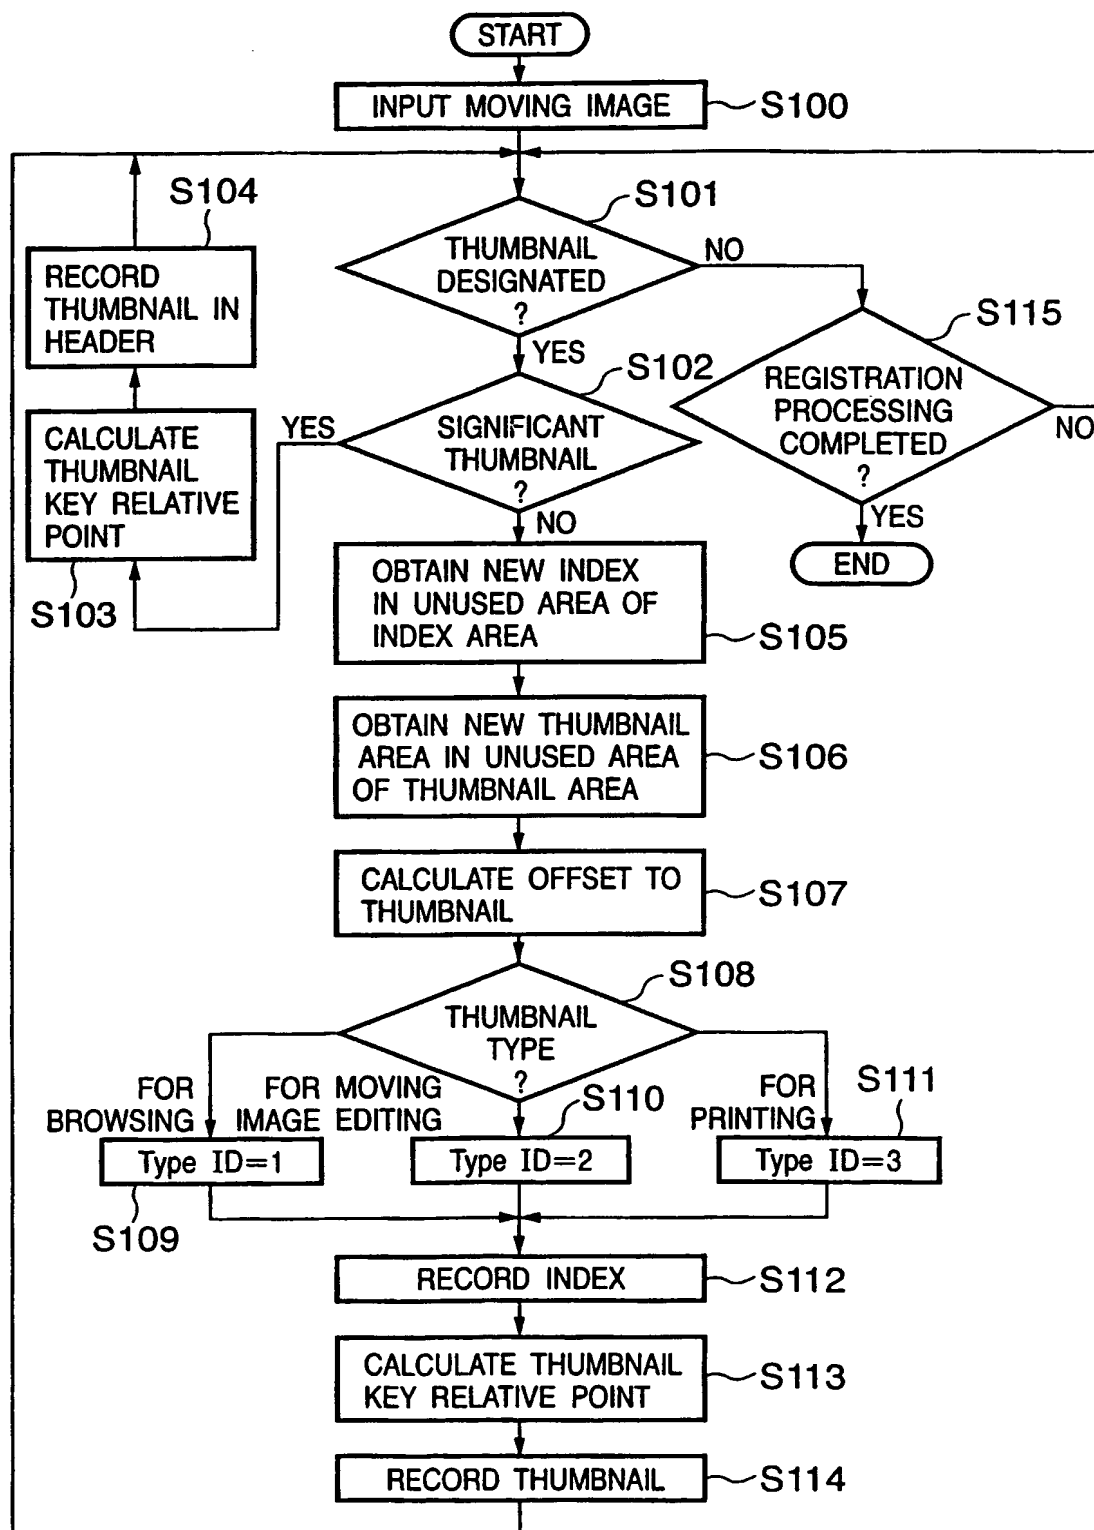 START
INPUT MOVING IMAGE
S100
S104
RECORD
THUMBNAIL IN
HEADER
S101
THUMBNAIL
DESIGNATED
?
NO
YES
S115
REGISTRATION
PROCESSING
COMPLETED
?
NO
YES
END
S102
SIGNIFICANT
THUMBNAIL
?
YES
NO
CALCULATE
THUMBNAIL
KEY RELATIVE
POINT
S103
OBTAIN NEW INDEX
IN UNUSED AREA OF
INDEX AREA
S105
OBTAIN NEW THUMBNAIL
AREA IN UNUSED AREA
OF THUMBNAIL AREA
S106
CALCULATE OFFSET TO
THUMBNAIL
S107
S108
THUMBNAIL
TYPE
?
FOR
BROWSING
FOR MOVING
IMAGE EDITING
S110
FOR
PRINTING
S111
Type ID=1
Type ID=2
Type ID=3
S109
RECORD INDEX
S112
CALCULATE THUMBNAIL
KEY RELATIVE POINT
S113
RECORD THUMBNAIL
S114